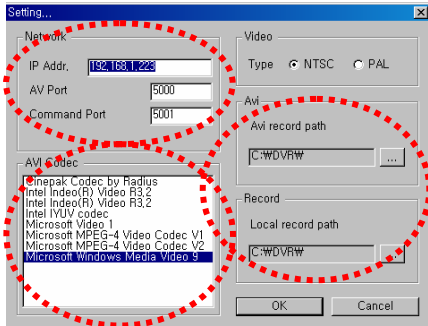 Setting...
Network
IP Addr, 192,168,1,223
AV Port 5000
Command Port 5001
Video
Type NTSC PAL
Avi
Avi record path
C:₩DVR₩ ...
AVI Codec
Cinepak Codec by Radius
Intel Indeo(R) Video R3,2
Intel Indeo(R) Video R3,2
Intel IYUV codec
Microsoft Video 1
Microsoft MPEG-4 Video Codec V1
Microsoft MPEG-4 Video Codec V2
Microsoft Windows Media Video 9
Record
Local record path
C:₩DVR₩ ...
OK Cancel